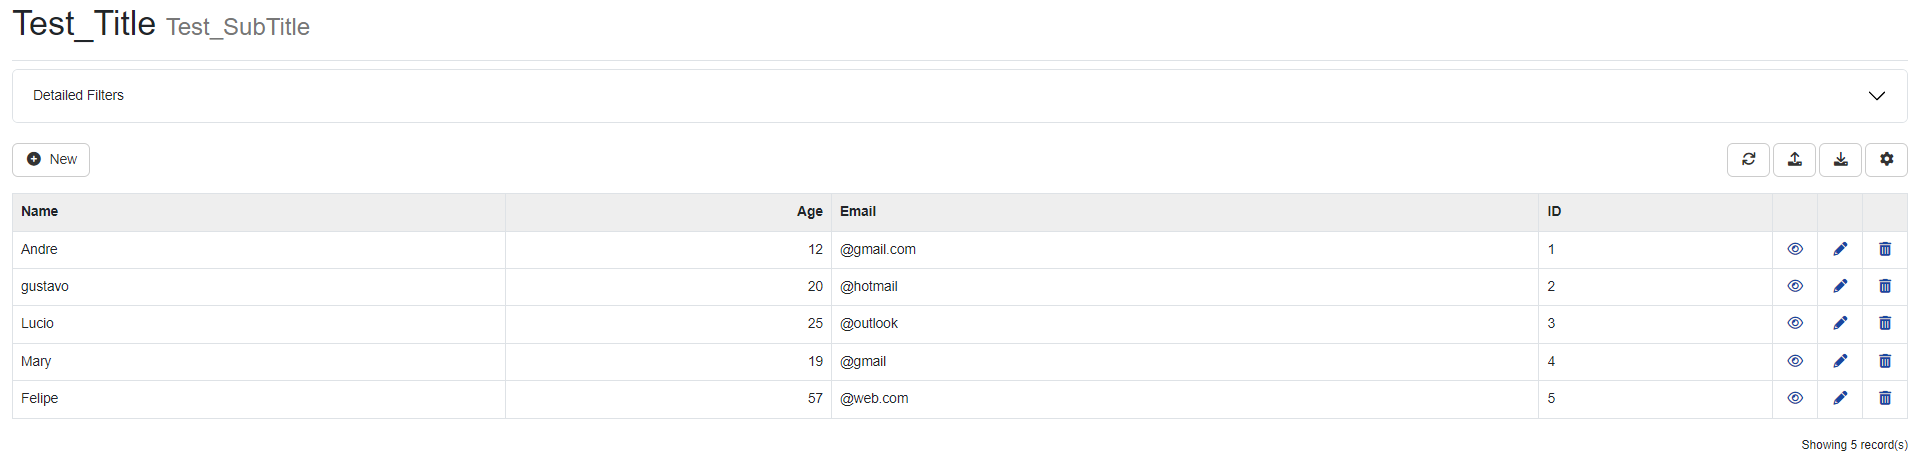 Test_Title Test_SubTitle
Detailed Filters
New
Name Age Email ID
Andre 12 @gmail.com 1
gustavo 20 @hotmail 2
Lucio 25 @outlook 3
Mary 19 @gmail 4
Felipe 57 @web.com 5
Showing 5 record(s)